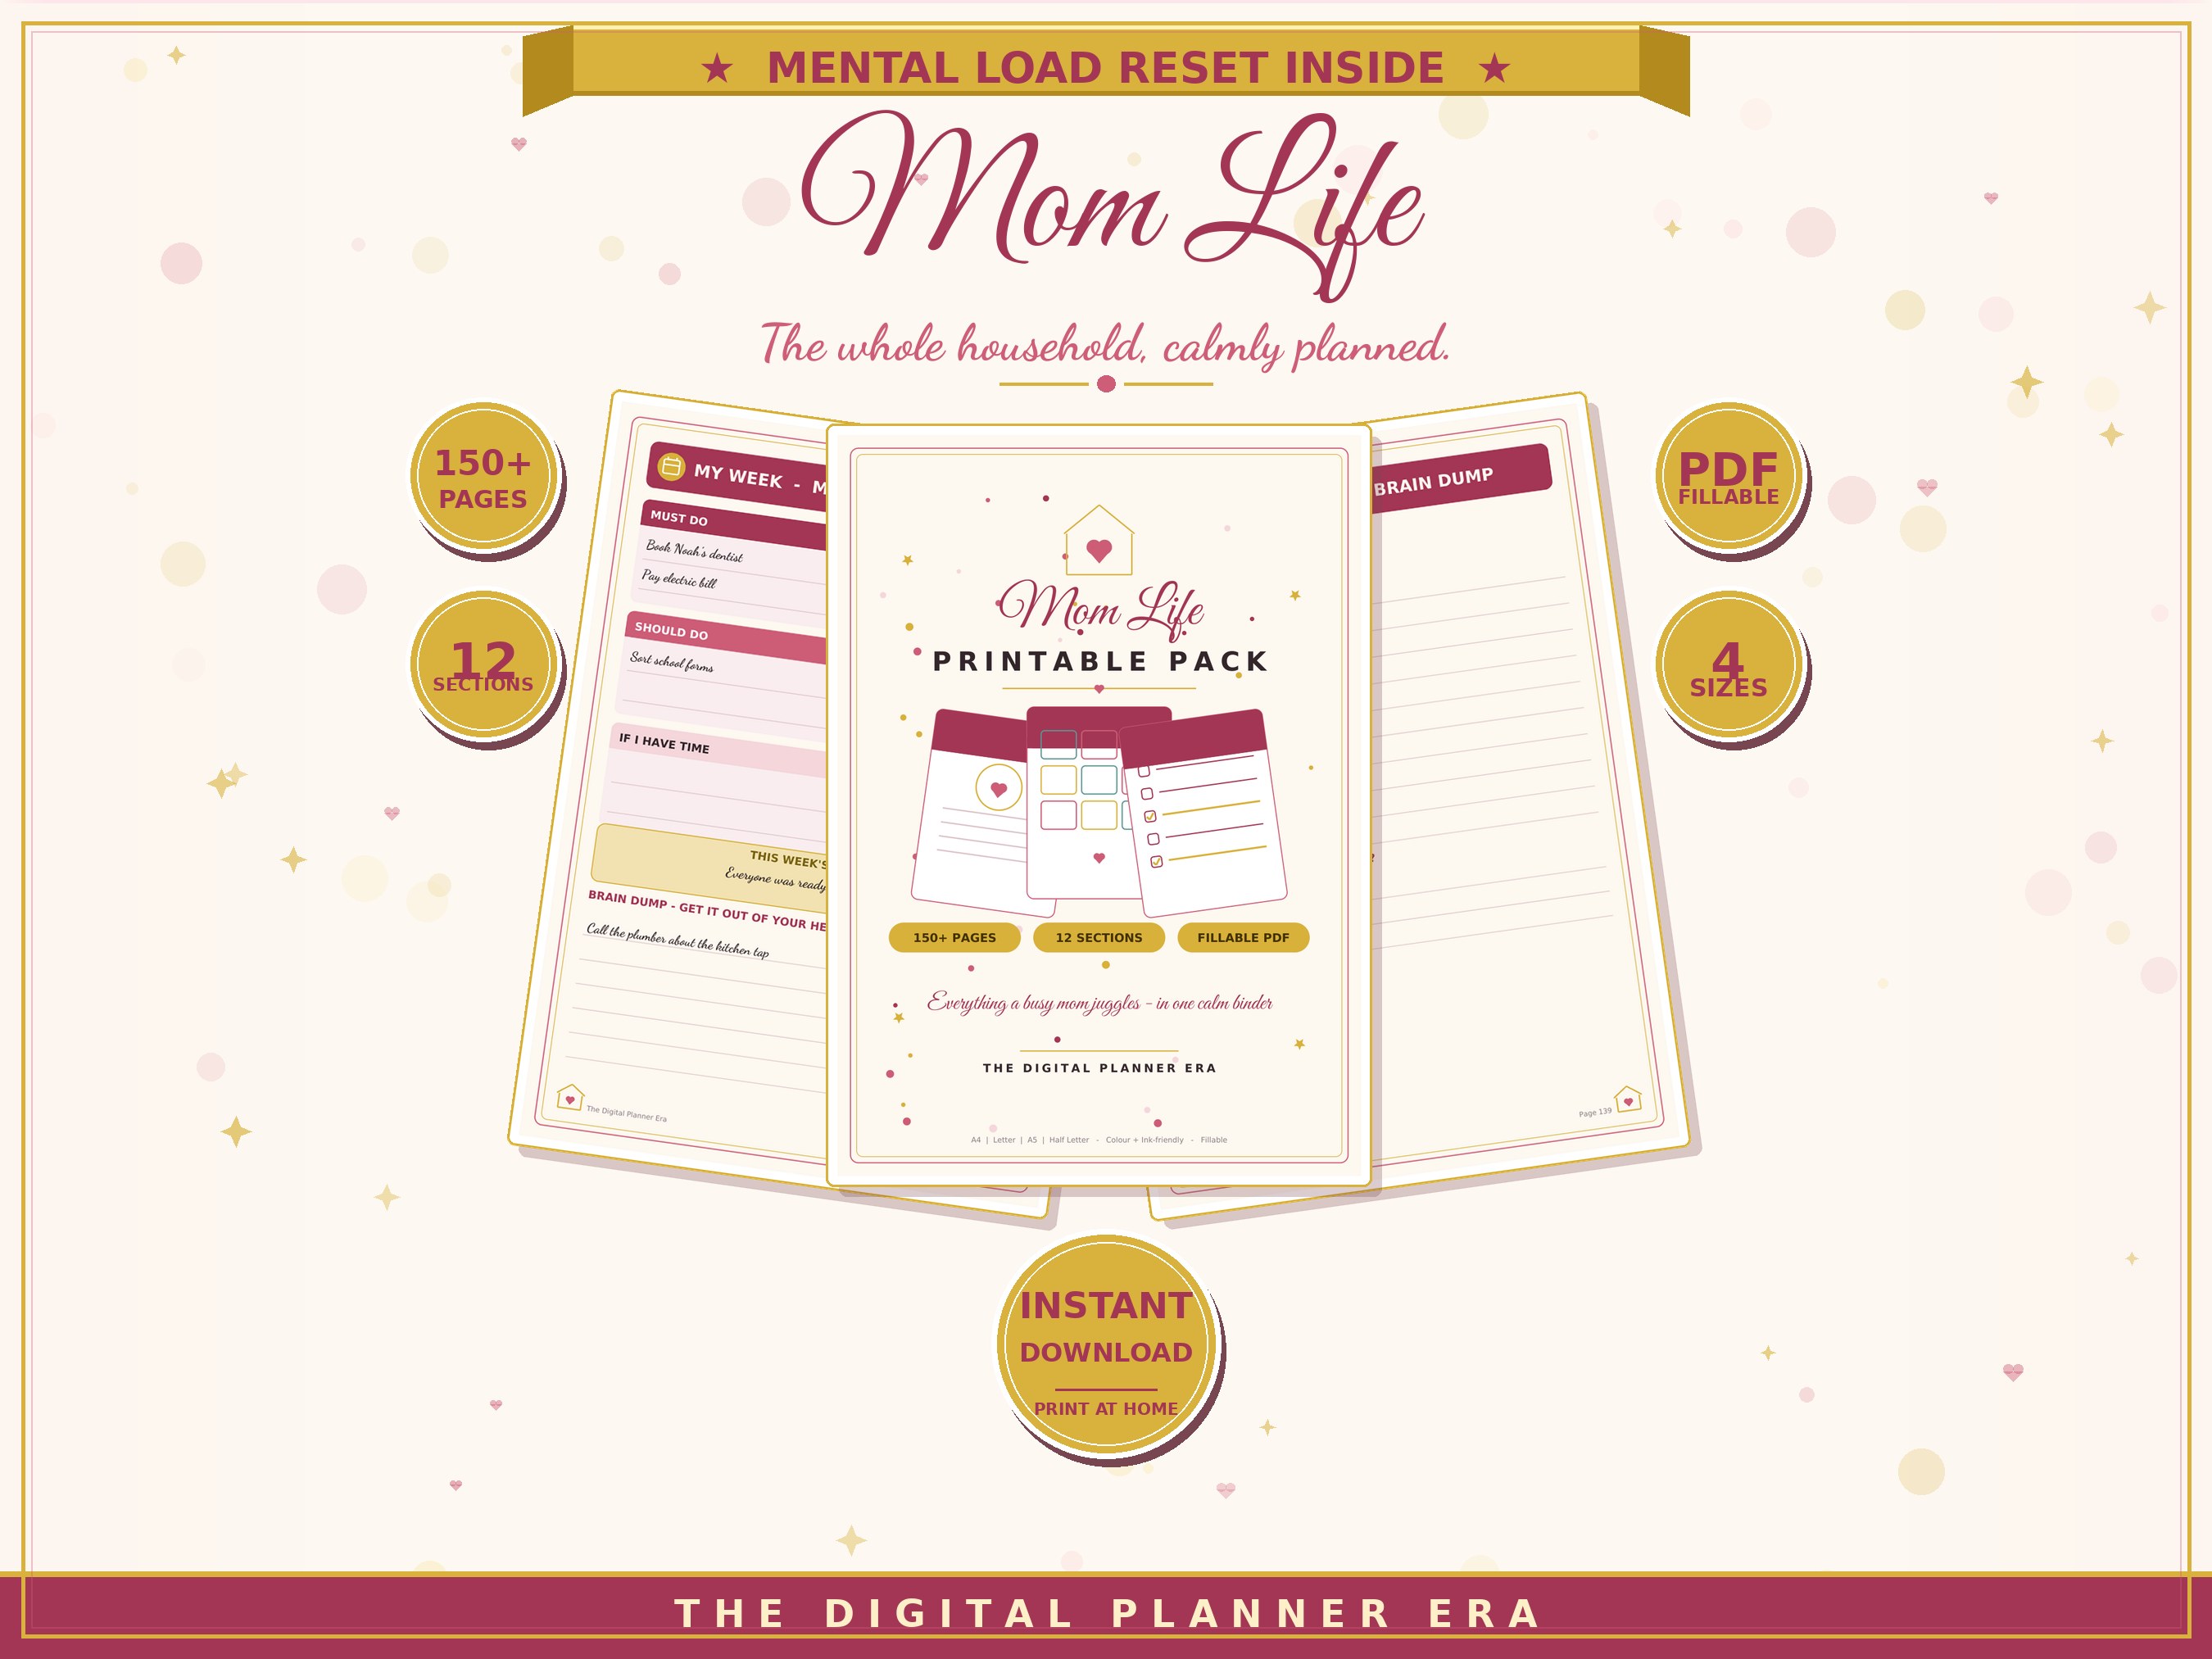 ★ MENTAL LOAD RESET INSIDE ★
Mom Life
The whole household, calmly planned.
150+
PAGES
12
SECTIONS
PDF
FILLABLE
4
SIZES
MY WEEK - M
MUST DO
Book Noah's dentist
Pay electric bill
SHOULD DO
Sort school forms
IF I HAVE TIME
THIS WEEK'S
Everyone was ready
BRAIN DUMP - GET IT OUT OF YOUR HE
Call the plumber about the kitchen tap
The Digital Planner Era
Mom Life
PRINTABLE PACK
150+ PAGES
12 SECTIONS
FILLABLE PDF
Everything a busy mom juggles - in one calm binder
THE DIGITAL PLANNER ERA
A4 | Letter | A5 | Half Letter - Colour + Ink-friendly - Fillable
BRAIN DUMP
Page 139
INSTANT
DOWNLOAD
PRINT AT HOME
THE DIGITAL PLANNER ERA